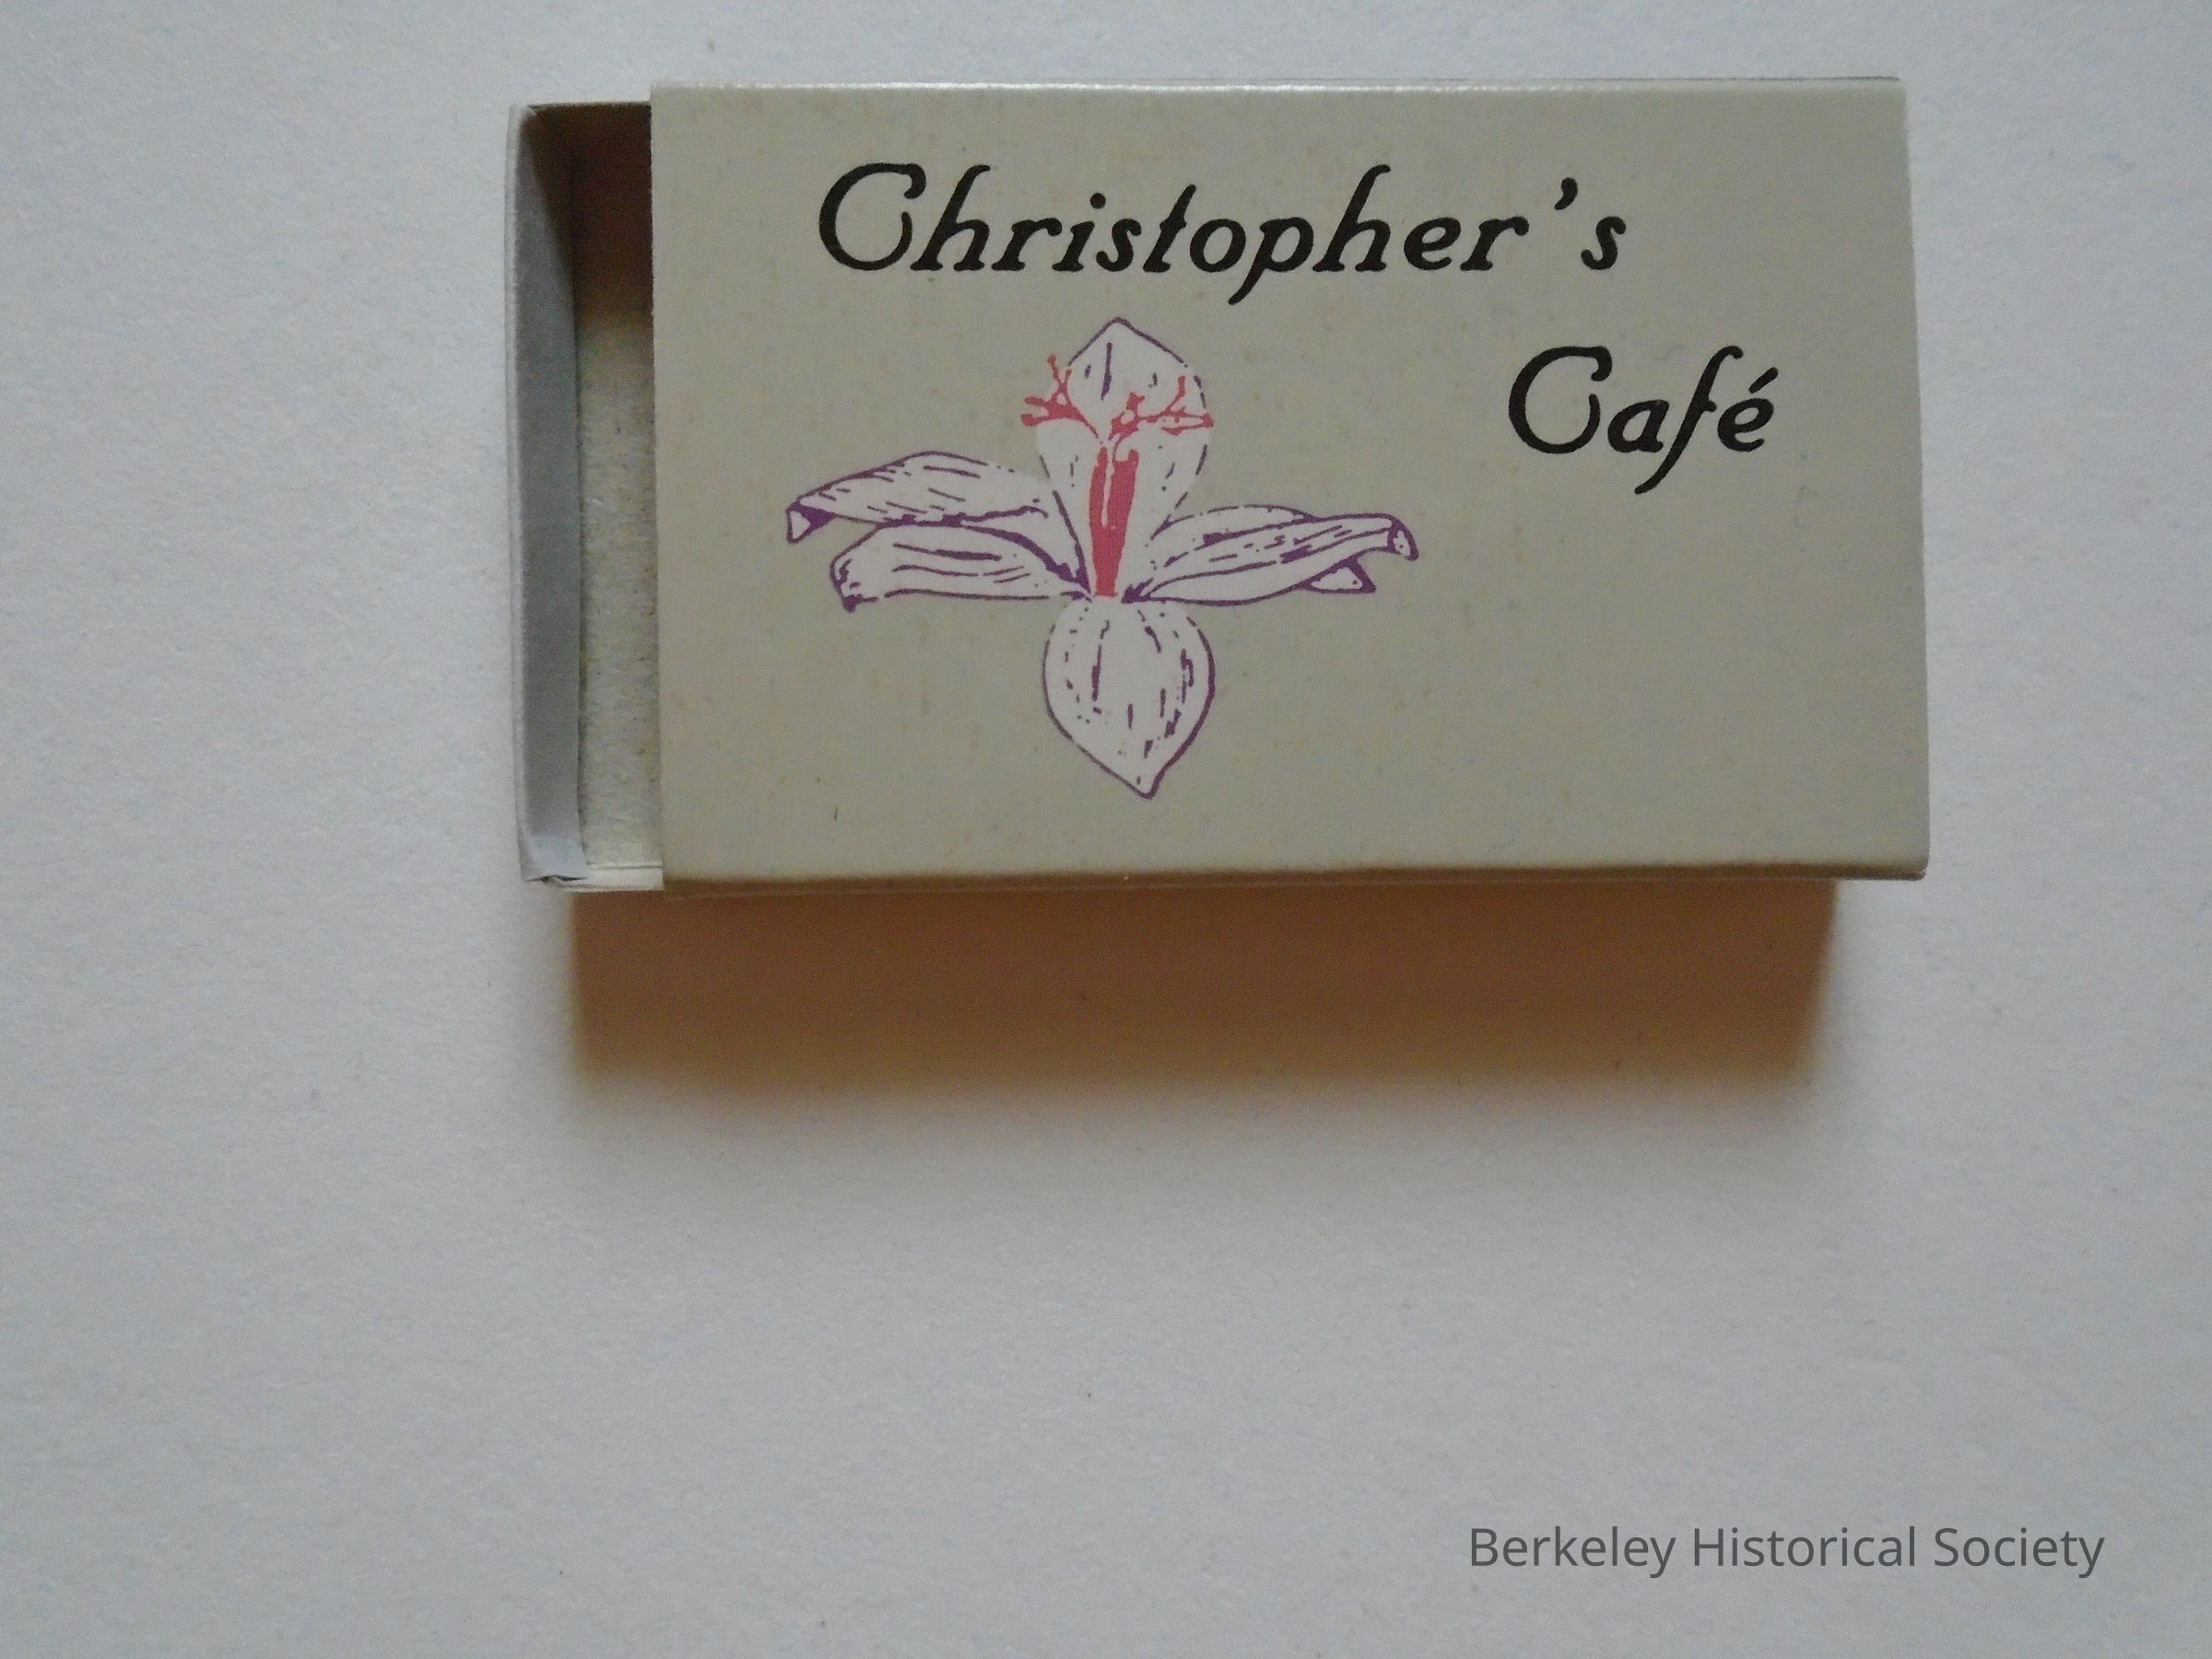 Christopher's
Café
Berkeley Historical Society